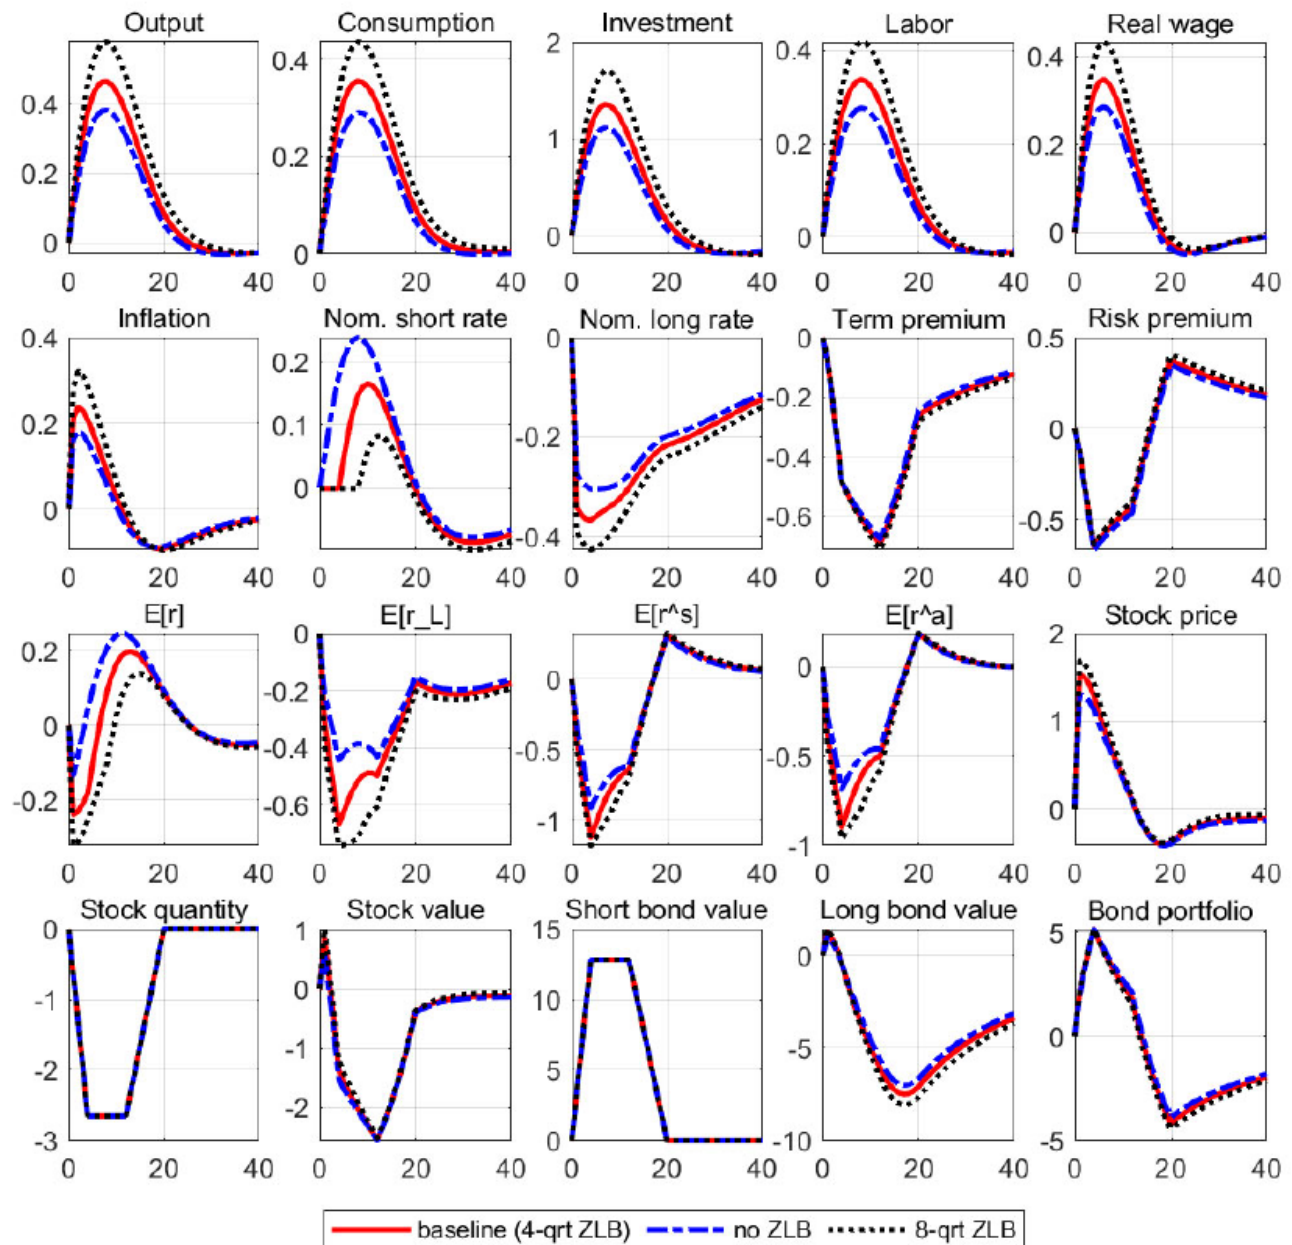 Output Consumption Investment Labor Real wage
0.4 0.2 0
0.4 0.2 0
2 1 0
0.4 0.2 0
0.4 0.2 0
0 20 40 0 20 40 0 20 40 0 20 40 0 20 40
Inflation Nom. short rate Nom. long rate Term premium Risk premium
0.4 0.2 0
0.2 0.1 0
0 -0.2 -0.4
0 -0.2 -0.4 -0.6
0.5 0 -0.5
0 20 40 0 20 40 0 20 40 0 20 40 0 20 40
E[r] E[r_L] E[r^s] E[r^a] Stock price
0.2 0 -0.2
0 -0.2 -0.4 -0.6
0 -0.5 -1
0 -0.5 -1
2 1 0
0 20 40 0 20 40 0 20 40 0 20 40 0 20 40
Stock quantity Stock value Short bond value Long bond value Bond portfolio
0 -1 -2 -3
1 0 -1 -2
15 10 5 0
0 -5 -10
5 0 -5
0 20 40 0 20 40 0 20 40 0 20 40 0 20 40
baseline (4-qrt ZLB) no ZLB 8-qrt ZLB